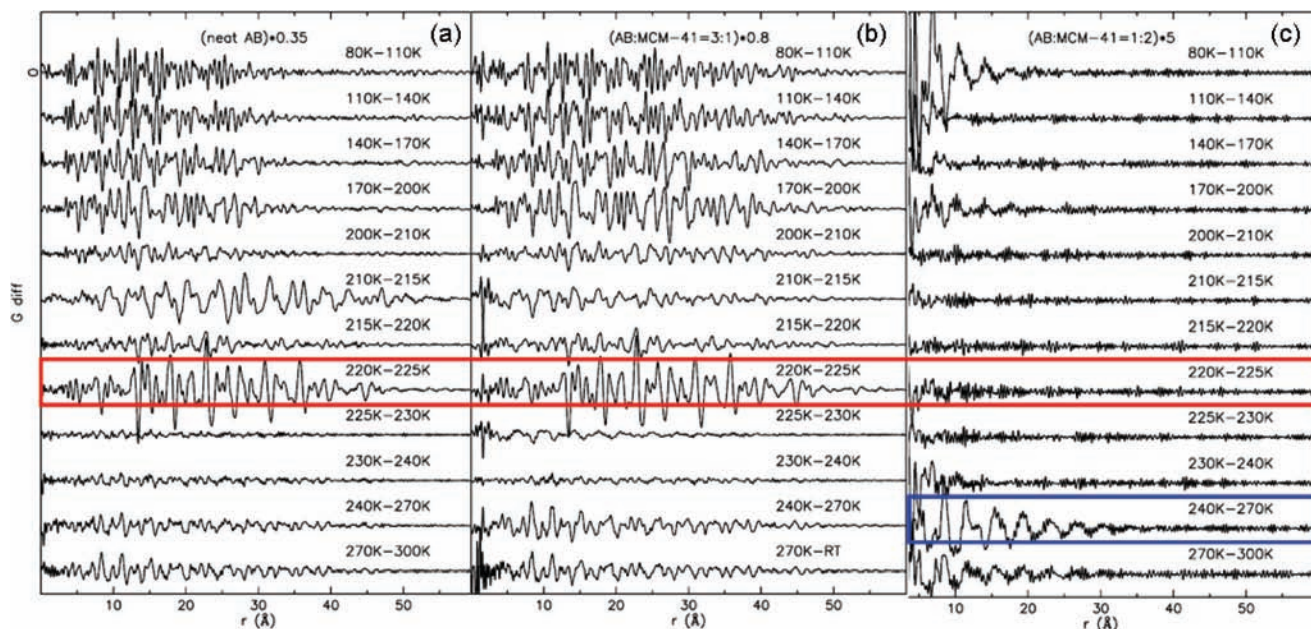 (a)
(neat AB)*0.35
80K−110K
110K−140K
140K−170K
170K−200K
200K−210K
210K−215K
215K−220K
220K−225K
225K−230K
230K−240K
240K−270K
270K−300K
(b)
(AB:MCM−41=3:1)*0.8
80K−110K
110K−140K
140K−170K
170K−200K
200K−210K
210K−215K
215K−220K
220K−225K
225K−230K
230K−240K
240K−270K
270K−RT
(c)
(AB:MCM−41=1:2)*5
80K−110K
110K−140K
140K−170K
170K−200K
200K−210K
210K−215K
215K−220K
220K−225K
225K−230K
230K−240K
240K−270K
270K−300K
0
G diff
10 20 30 40 50
10 20 30 40 50
10 20 30 40 50
r (Å)
r (Å)
r (Å)